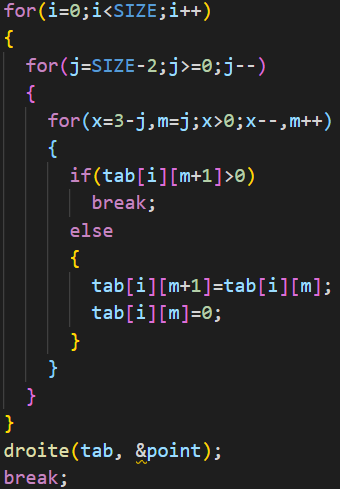 for(i=0;i<SIZE;i++)
{
for(j=SIZE-2;j>=0;j--)
{
for(x=3-j,m=j;x>0;x--,m++)
{
if(tab[i][m+1]>0)
break;
else
{
tab[i][m+1]=tab[i][m];
tab[i][m]=0;
}
}
}
}
droite(tab, &point);
break;